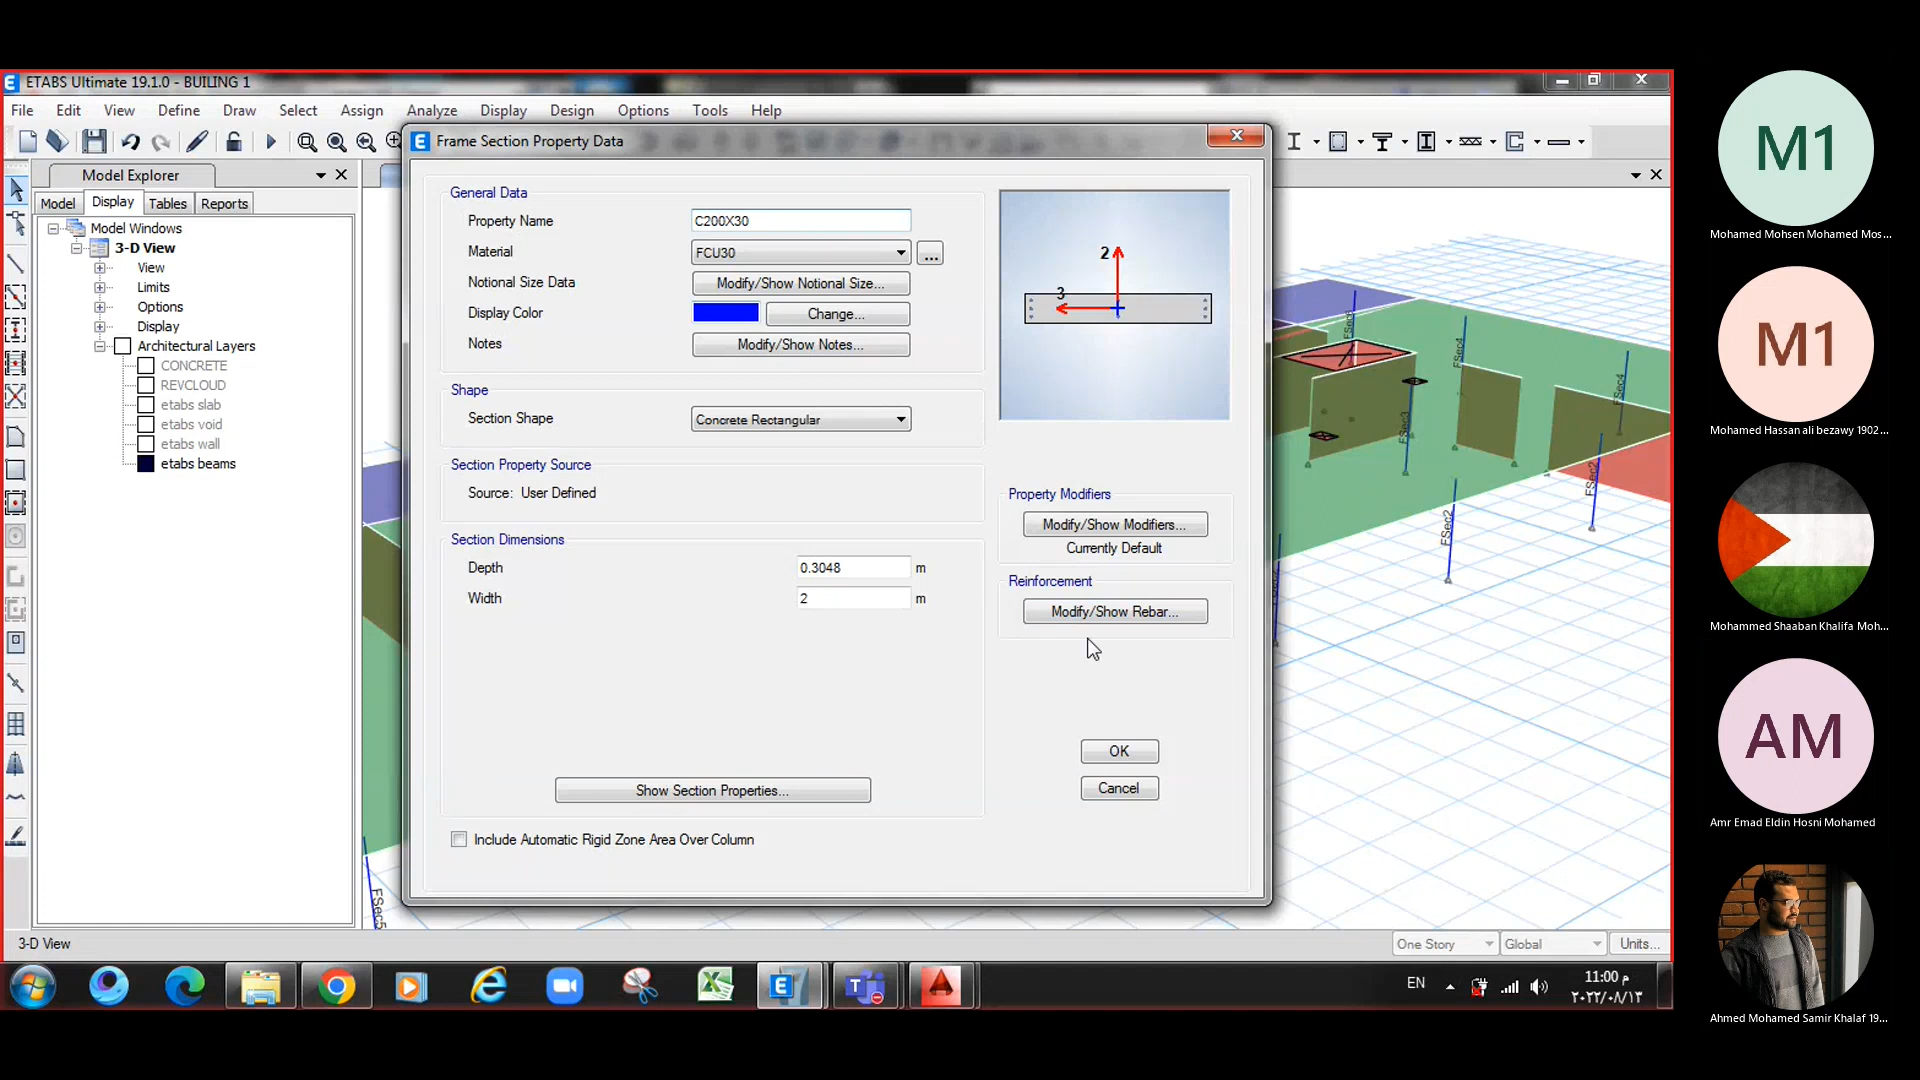 ETABS Ultimate 19.1.0 - BUILING 1
File Edit View Define Draw Select Assign Analyze Display Design Options Tools Help
Frame Section Property Data
Model Explorer
Model Display Tables Reports
Model Windows
3-D View
View
Limits
Options
Display
Architectural Layers
CONCRETE
REVCLOUD
etabs slab
etabs void
etabs wall
etabs beams
General Data
Property Name C200X30
Material FCU30 ...
Notional Size Data Modify/Show Notional Size...
Display Color Change...
Notes Modify/Show Notes...
Shape
Section Shape Concrete Rectangular
Section Property Source
Source: User Defined
Section Dimensions
Depth 0.3048 m
Width 2 m
Show Section Properties...
Include Automatic Rigid Zone Area Over Column
2
3
Property Modifiers
Modify/Show Modifiers...
Currently Default
Reinforcement
Modify/Show Rebar...
OK
Cancel
FSec4
FSec4
FSec3
FSec2
FSec2
FSec5
3-D View
One Story Global Units...
EN
11:00 م
٢٠٢٢/٠٨/١٣
M1
Mohamed Mohsen Mohamed Mos...
M1
Mohamed Hassan ali bezawy 1902...
Mohammed Shaaban Khalifa Moh...
AM
Amr Emad Eldin Hosni Mohamed
Ahmed Mohamed Samir Khalaf 19...